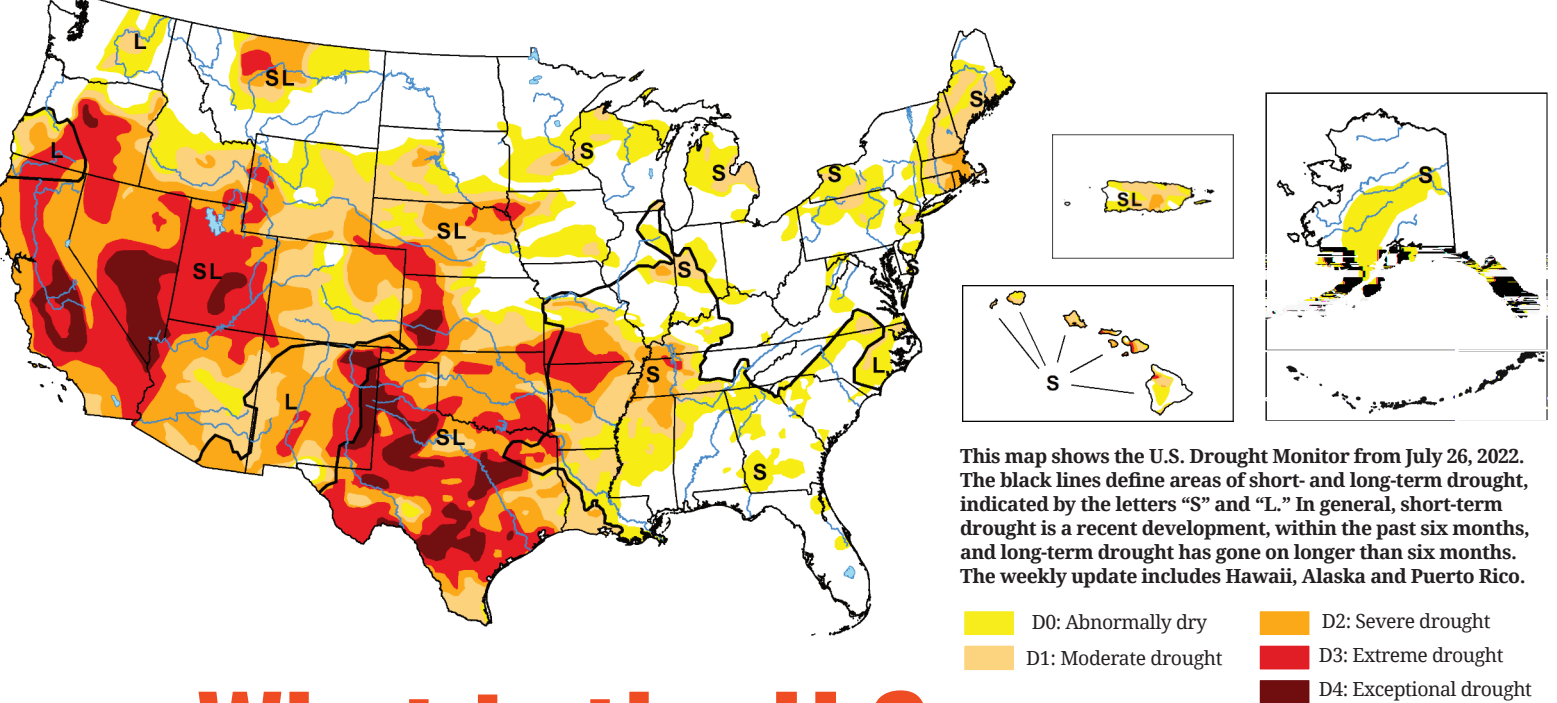 L
SL
S
S
S
S
L
SL
S
SL
SL
S
S
L
S
L
SL
S
S
S
This map shows the U.S. Drought Monitor from July 26, 2022.
The black lines define areas of short- and long-term drought,
indicated by the letters “S” and “L.” In general, short-term
drought is a recent development, within the past six months,
and long-term drought has gone on longer than six months.
The weekly update includes Hawaii, Alaska and Puerto Rico.
D0: Abnormally dry
D1: Moderate drought
D2: Severe drought
D3: Extreme drought
D4: Exceptional drought